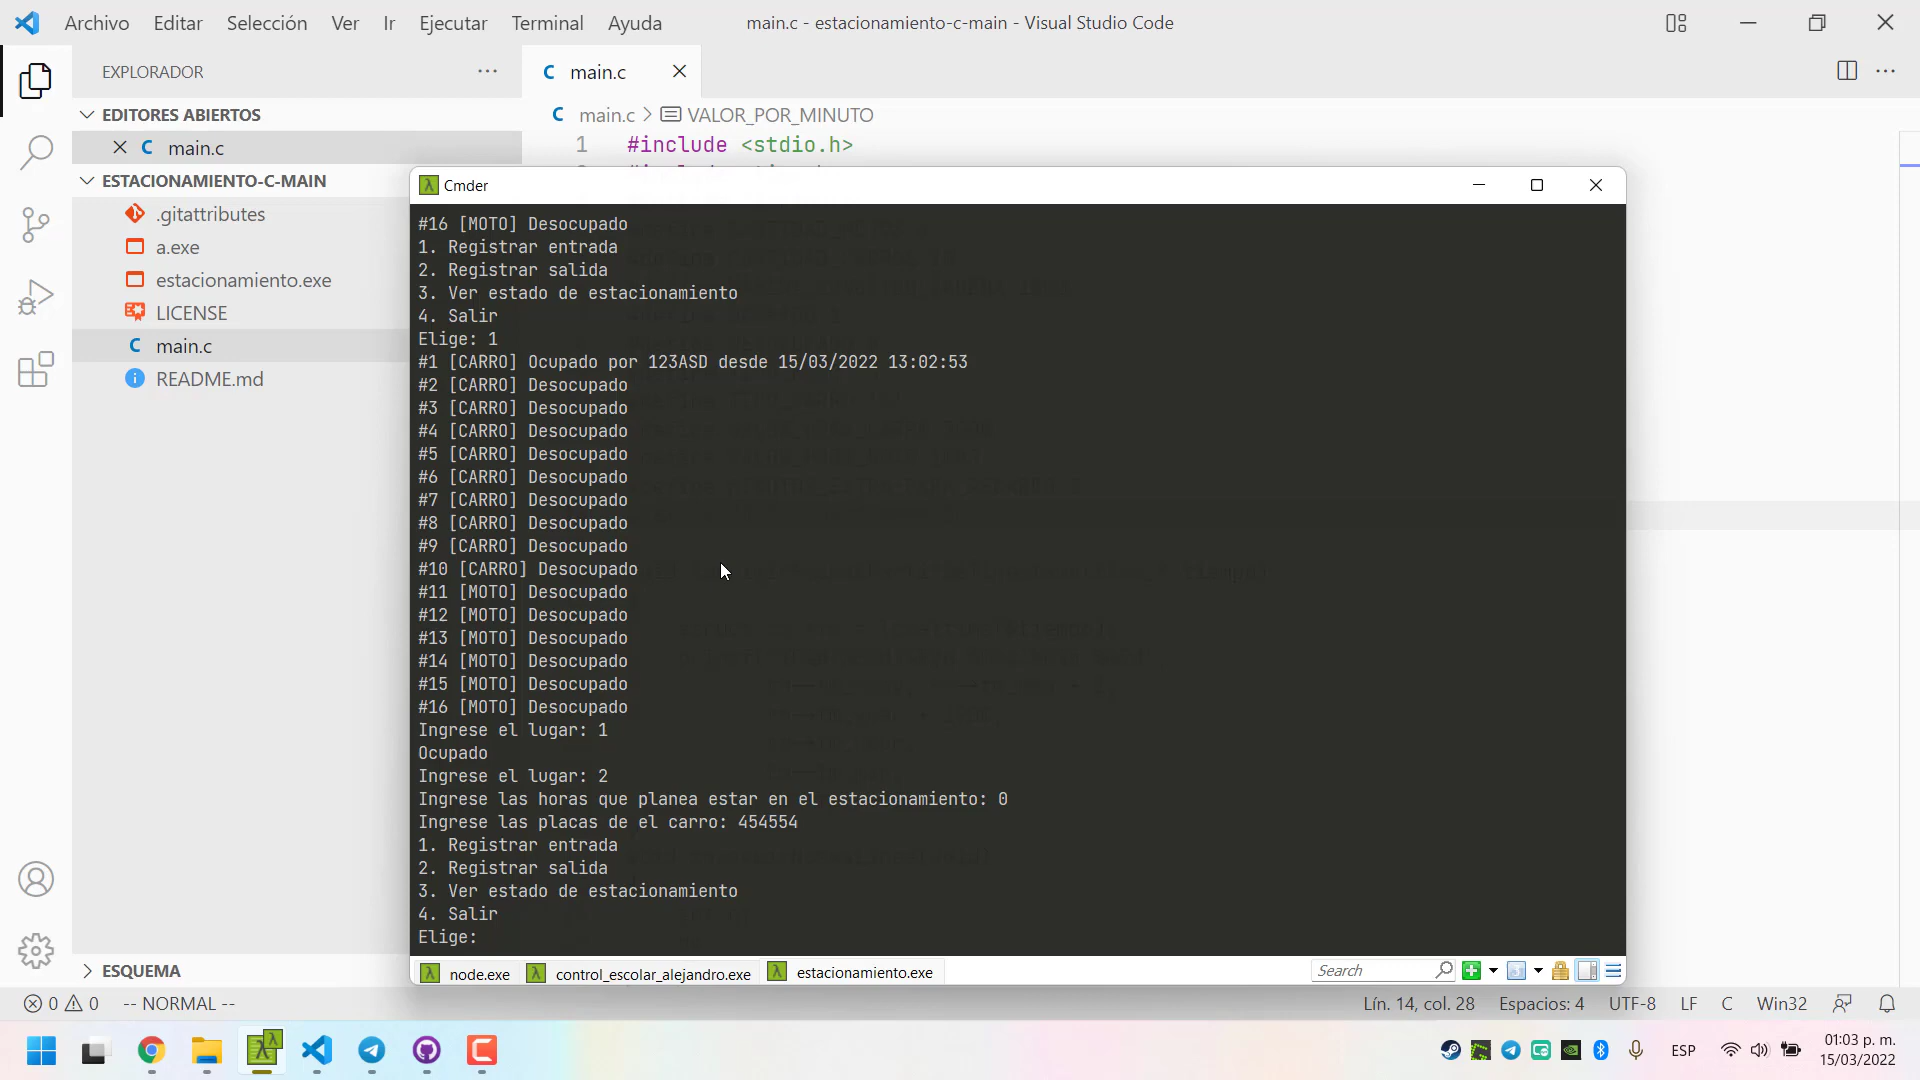 Archivo Editar Selección Ver Ir Ejecutar Terminal Ayuda main.c - estacionamiento-c-main - Visual Studio Code
EXPLORADOR
main.c
EDITORES ABIERTOS
main.c > VALOR_POR_MINUTO
main.c
1 #include <stdio.h>
ESTACIONAMIENTO-C-MAIN
.gitattributes
a.exe
estacionamiento.exe
LICENSE
main.c
README.md
Cmder
#16 [MOTO] Desocupado
1. Registrar entrada
2. Registrar salida
3. Ver estado de estacionamiento
4. Salir
Elige: 1
#1 [CARRO] Ocupado por 123ASD desde 15/03/2022 13:02:53
#2 [CARRO] Desocupado
#3 [CARRO] Desocupado
#4 [CARRO] Desocupado
#5 [CARRO] Desocupado
#6 [CARRO] Desocupado
#7 [CARRO] Desocupado
#8 [CARRO] Desocupado
#9 [CARRO] Desocupado
#10 [CARRO] Desocupado
#11 [MOTO] Desocupado
#12 [MOTO] Desocupado
#13 [MOTO] Desocupado
#14 [MOTO] Desocupado
#15 [MOTO] Desocupado
#16 [MOTO] Desocupado
Ingrese el lugar: 1
Ocupado
Ingrese el lugar: 2
Ingrese las horas que planea estar en el estacionamiento: 0
Ingrese las placas de el carro: 454554
1. Registrar entrada
2. Registrar salida
3. Ver estado de estacionamiento
4. Salir
Elige:
node.exe control_escolar_alejandro.exe estacionamiento.exe Search
ESQUEMA
0 0 -- NORMAL -- Lín. 14, col. 28 Espacios: 4 UTF-8 LF C Win32
ESP 01:03 p. m.
15/03/2022